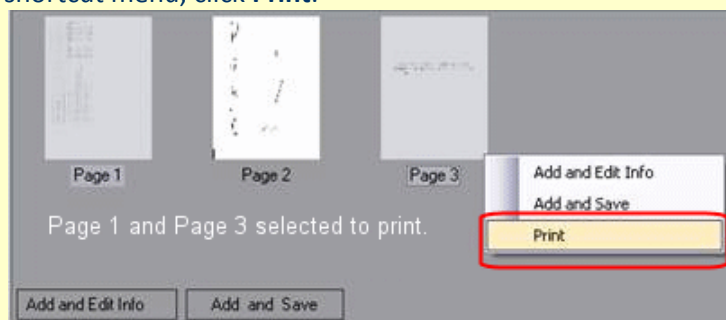 shortcut menu, click Print.
Page 1
Page 2
Page 3
Add and Edit Info
Add and Save
Print
Page 1 and Page 3 selected to print.
Add and Edit Info
Add and Save